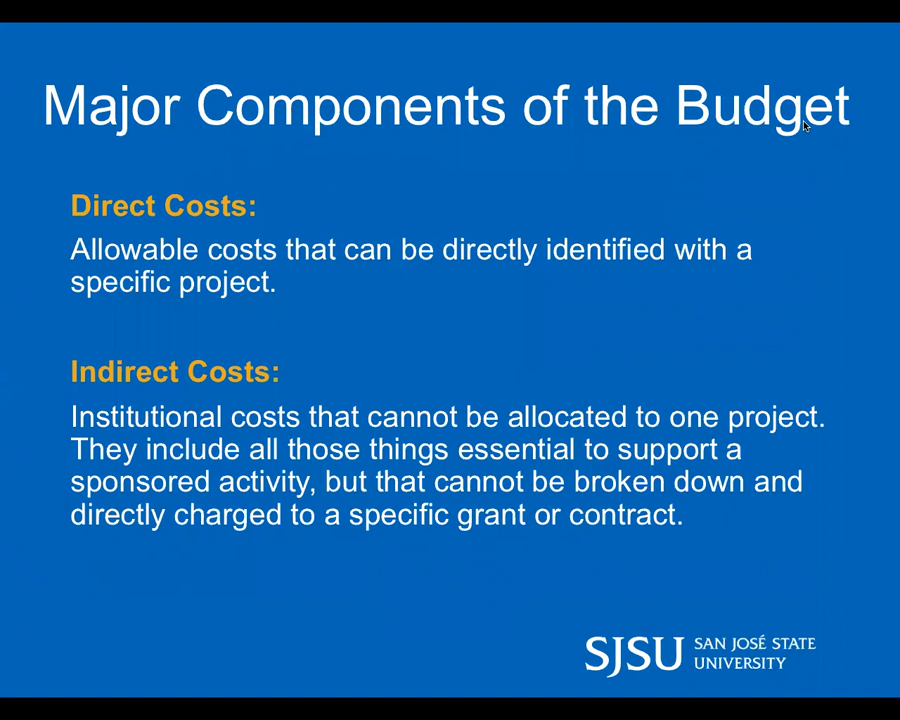 Major Components of the Budget
Direct Costs:
Allowable costs that can be directly identified with a
specific project.
Indirect Costs:
Institutional costs that cannot be allocated to one project.
They include all those things essential to support a
sponsored activity, but that cannot be broken down and
directly charged to a specific grant or contract.
SJSU SAN JOSÉ STATE
UNIVERSITY